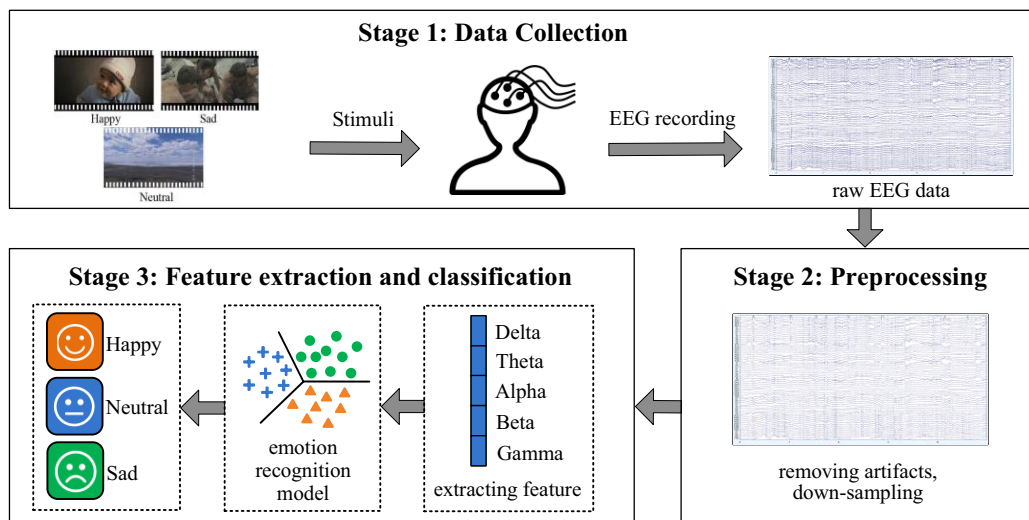 Stage 1: Data Collection
Happy
Sad
Neutral
Stimuli
EEG recording
raw EEG data
Stage 2: Preprocessing
removing artifacts,
down-sampling
Stage 3: Feature extraction and classification
Delta
Theta
Alpha
Beta
Gamma
extracting feature
emotion
recognition
model
Happy
Neutral
Sad